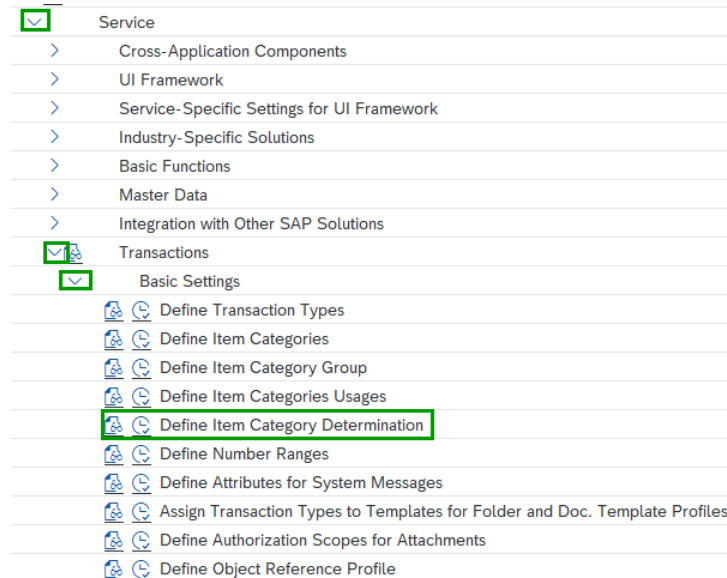 Service
Cross-Application Components
UI Framework
Service-Specific Settings for UI Framework
Industry-Specific Solutions
Basic Functions
Master Data
Integration with Other SAP Solutions
Transactions
Basic Settings
Define Transaction Types
Define Item Categories
Define Item Category Group
Define Item Categories Usages
Define Item Category Determination
Define Number Ranges
Define Attributes for System Messages
Assign Transaction Types to Templates for Folder and Doc. Template Profiles
Define Authorization Scopes for Attachments
Define Object Reference Profile